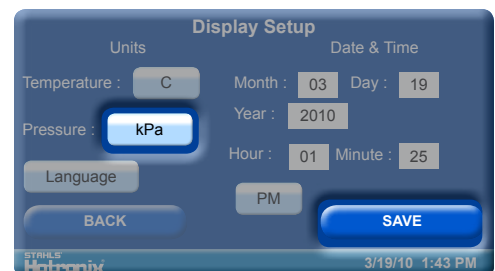 Display Setup
Units
Date & Time
Temperature : C
Month : 03 Day : 19
Pressure : kPa
Year : 2010
Hour : 01 Minute : 25
Language
PM
BACK
SAVE
STAHLS'
Hotronix
3/19/10 1:43 PM